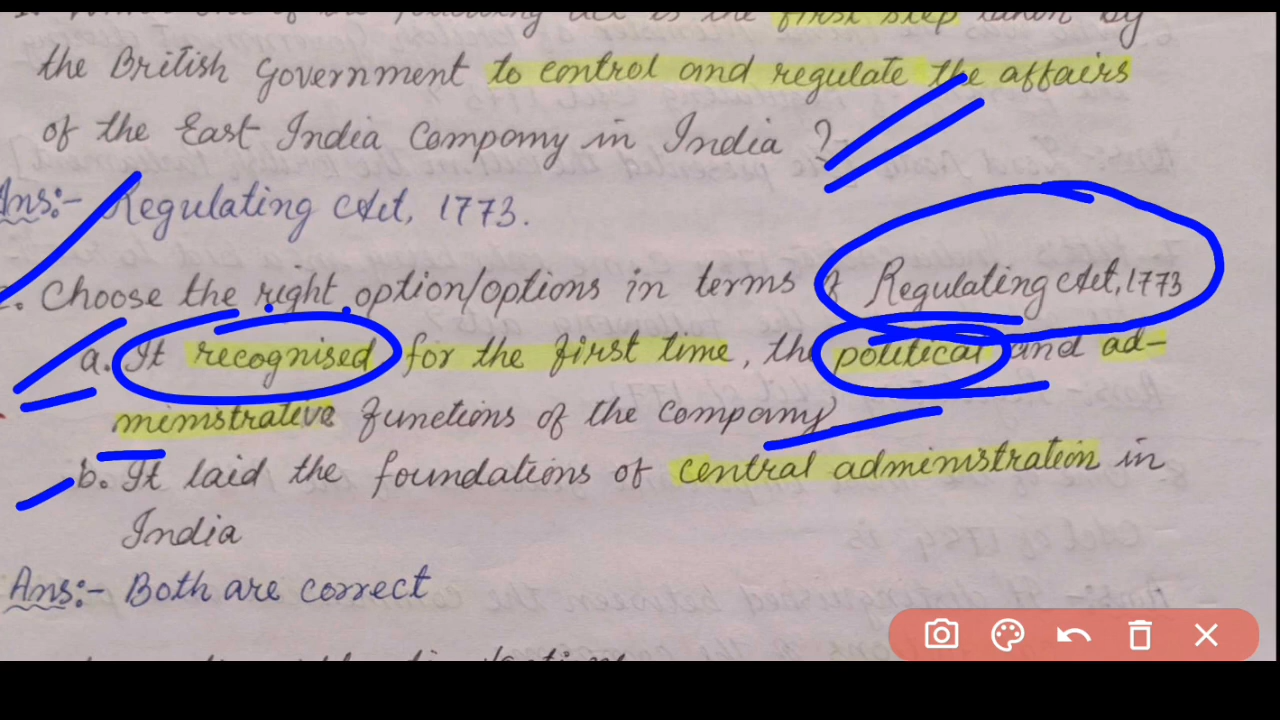 the British Government to control and regulate the affairs
of the East India Company in India ?
Ans:- Regulating Act, 1773.
Choose the right option/options in terms of Regulating Act, 1773
a. It recognised for the first time, the political and ad-
ministrative functions of the company
b. It laid the foundations of central administration in
India
Ans:- Both are correct